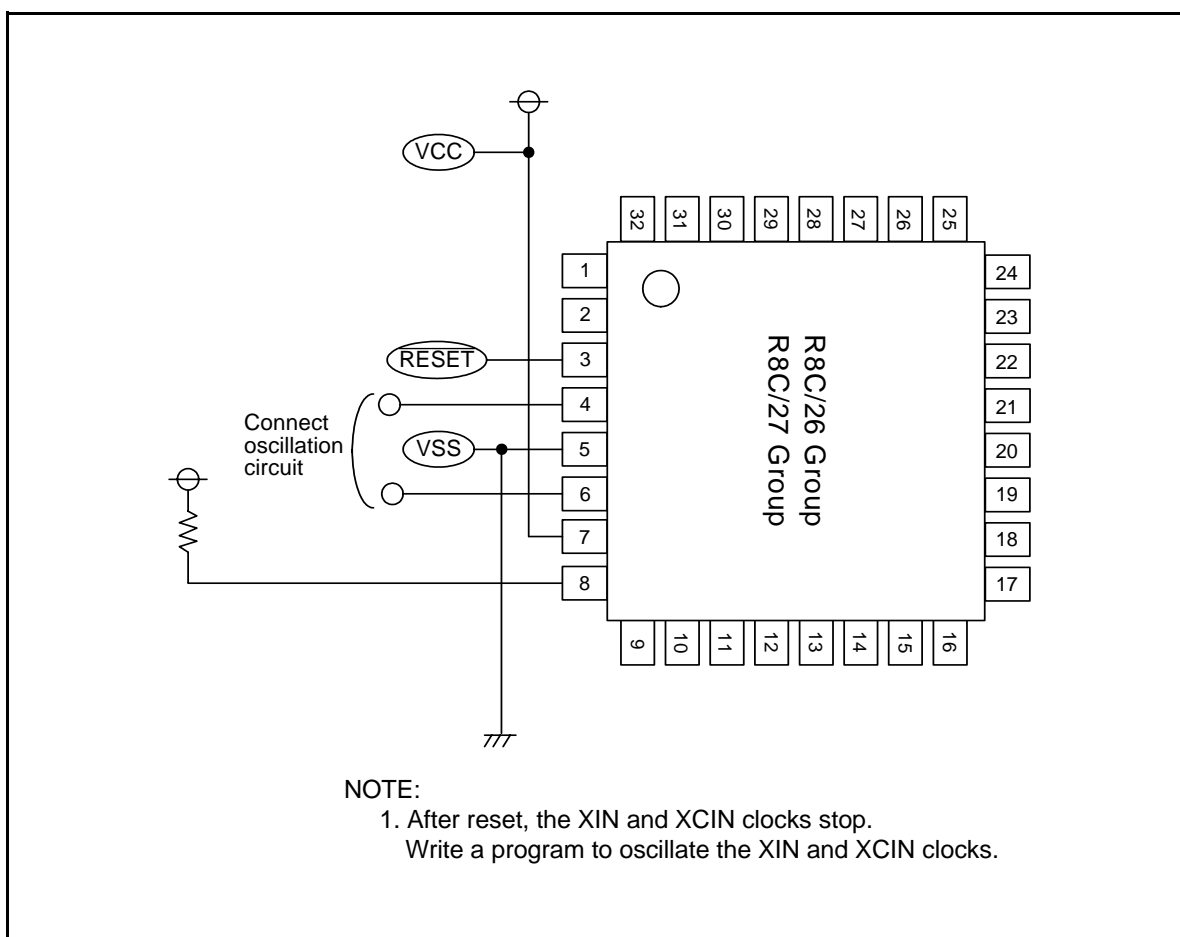 VCC
32
31
30
29
28
27
26
25
1
2
RESET
3
4
Connect
oscillation
circuit
VSS
5
6
7
8
R8C/26 Group
R8C/27 Group
24
23
22
21
20
19
18
17
9
10
11
12
13
14
15
16
NOTE:
1. After reset, the XIN and XCIN clocks stop.
Write a program to oscillate the XIN and XCIN clocks.